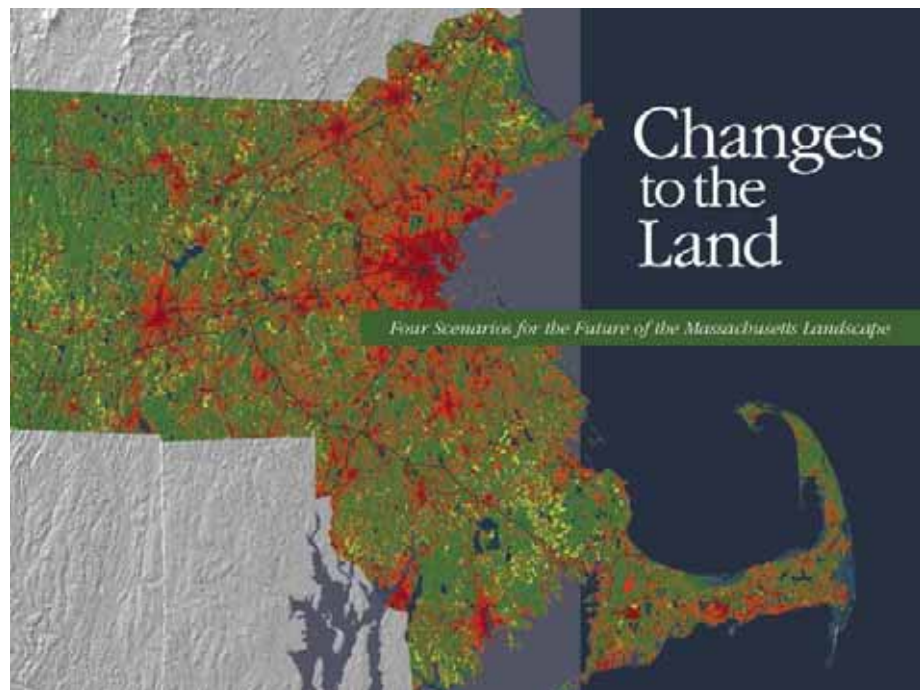 Changes
to the
Land
Four Scenarios for the Future of the Massachusetts Landscape